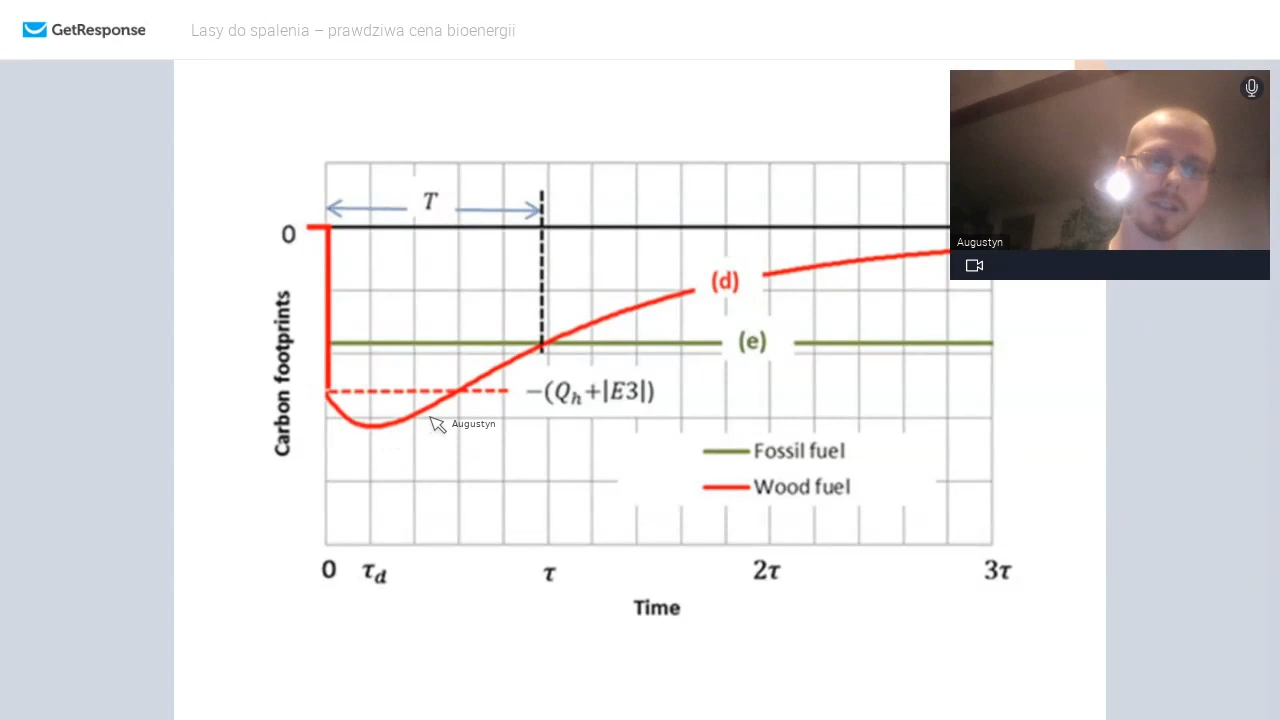 GetResponse
Lasy do spalenia – prawdziwa cena bioenergii
Augustyn
T
0
Carbon footprints
(d)
(e)
−(Qₕ+|E3|)
Augustyn
Fossil fuel
Wood fuel
0 τ_d τ 2τ 3τ
Time